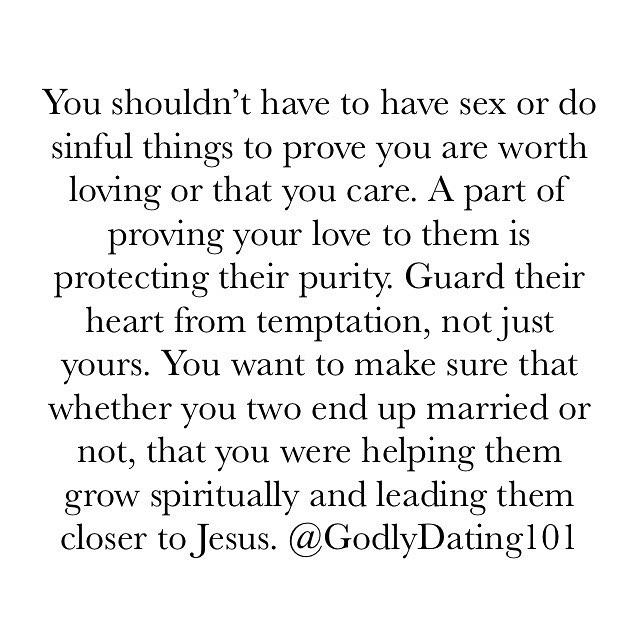 You shouldn’t have to have sex or do
sinful things to prove you are worth
loving or that you care. A part of
proving your love to them is
protecting their purity. Guard their
heart from temptation, not just
yours. You want to make sure that
whether you two end up married or
not, that you were helping them
grow spiritually and leading them
closer to Jesus. @GodlyDating101